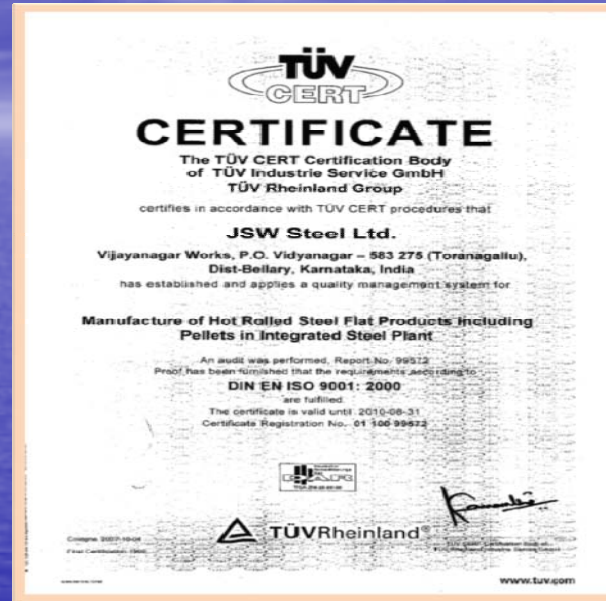 TÜV
CERT
CERTIFICATE
The TÜV CERT Certification Body
of TÜV Industrie Service GmbH
TÜV Rheinland Group
certifies in accordance with TÜV CERT procedures that
JSW Steel Ltd.
Vijayanagar Works, P.O. Vidyanagar – 583 275 (Toranagallu),
Dist-Bellary, Karnataka, India
has established and applies a quality management system for
Manufacture of Hot Rolled Steel Flat Products Including
Pellets in Integrated Steel Plant
An audit was performed, Report-No. 99572
Proof has been furnished that the requirements according to
DIN EN ISO 9001: 2000
are fulfilled.
The certificate is valid until 2010-08-31
Certificate Registration No. 01 100 99572
TÜVRheinland®
Cologne,
First Certification
www.tuv.com